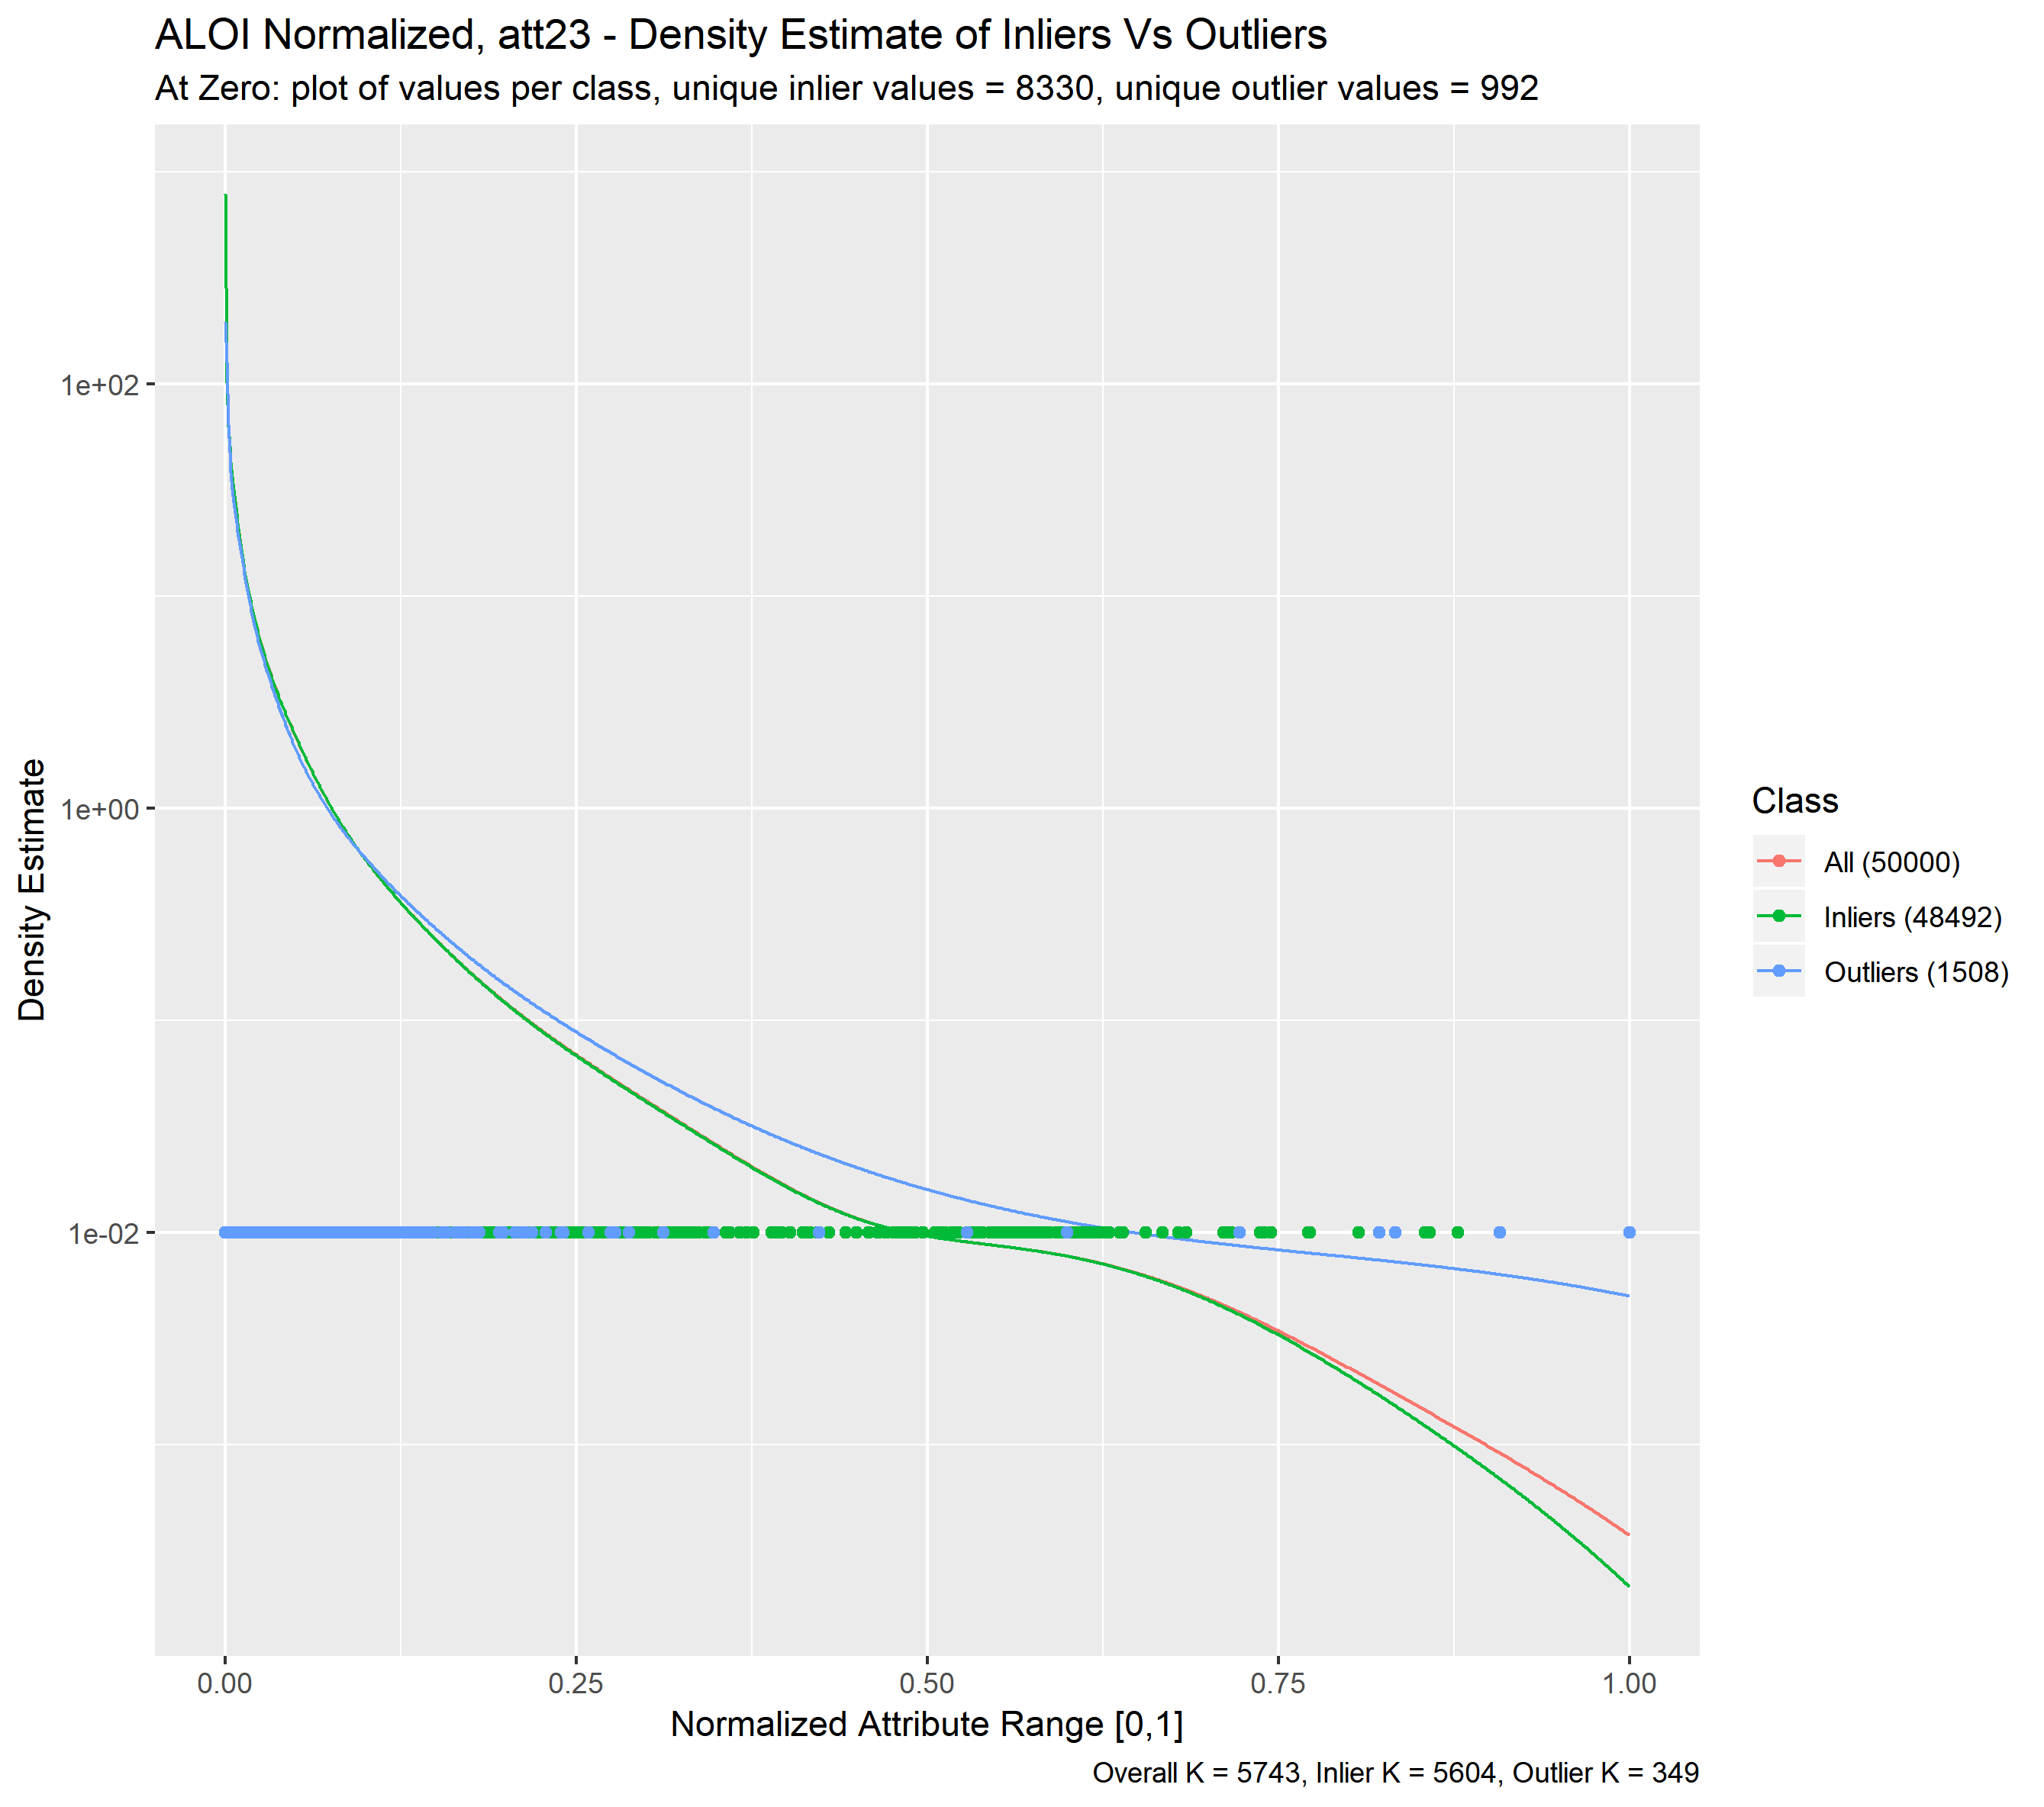 ALOI Normalized, att23 - Density Estimate of Inliers Vs Outliers
At Zero: plot of values per class, unique inlier values = 8330, unique outlier values = 992
Density Estimate
1e+02
1e+00
1e-02
0.00 0.25 0.50 0.75 1.00
Normalized Attribute Range [0,1]
Class
All (50000)
Inliers (48492)
Outliers (1508)
Overall K = 5743, Inlier K = 5604, Outlier K = 349